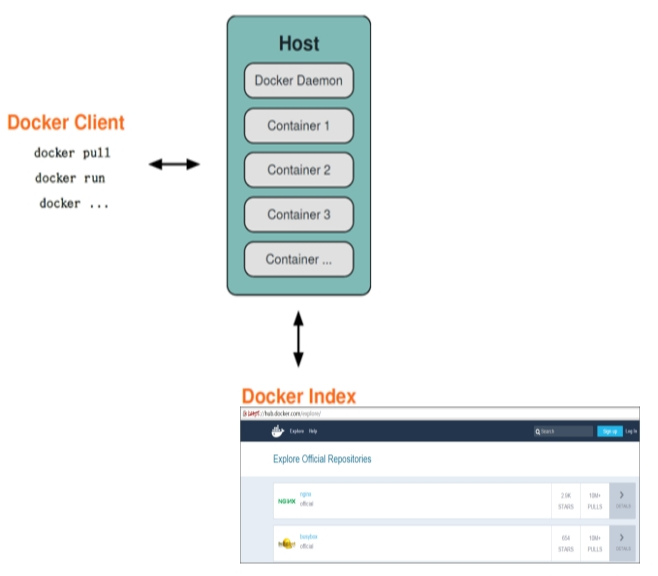 Host
Docker Daemon
Container 1
Container 2
Container 3
Container ...
Docker Client
docker pull
docker run
docker ...
Docker Index
https://hub.docker.com/explore/
Explore Help
Search
Sign up
Log In
Explore Official Repositories
NGINX
nginx
official
2.9K
STARS
10M+
PULLS
DETAILS
busybox
official
654
STARS
10M+
PULLS
DETAILS